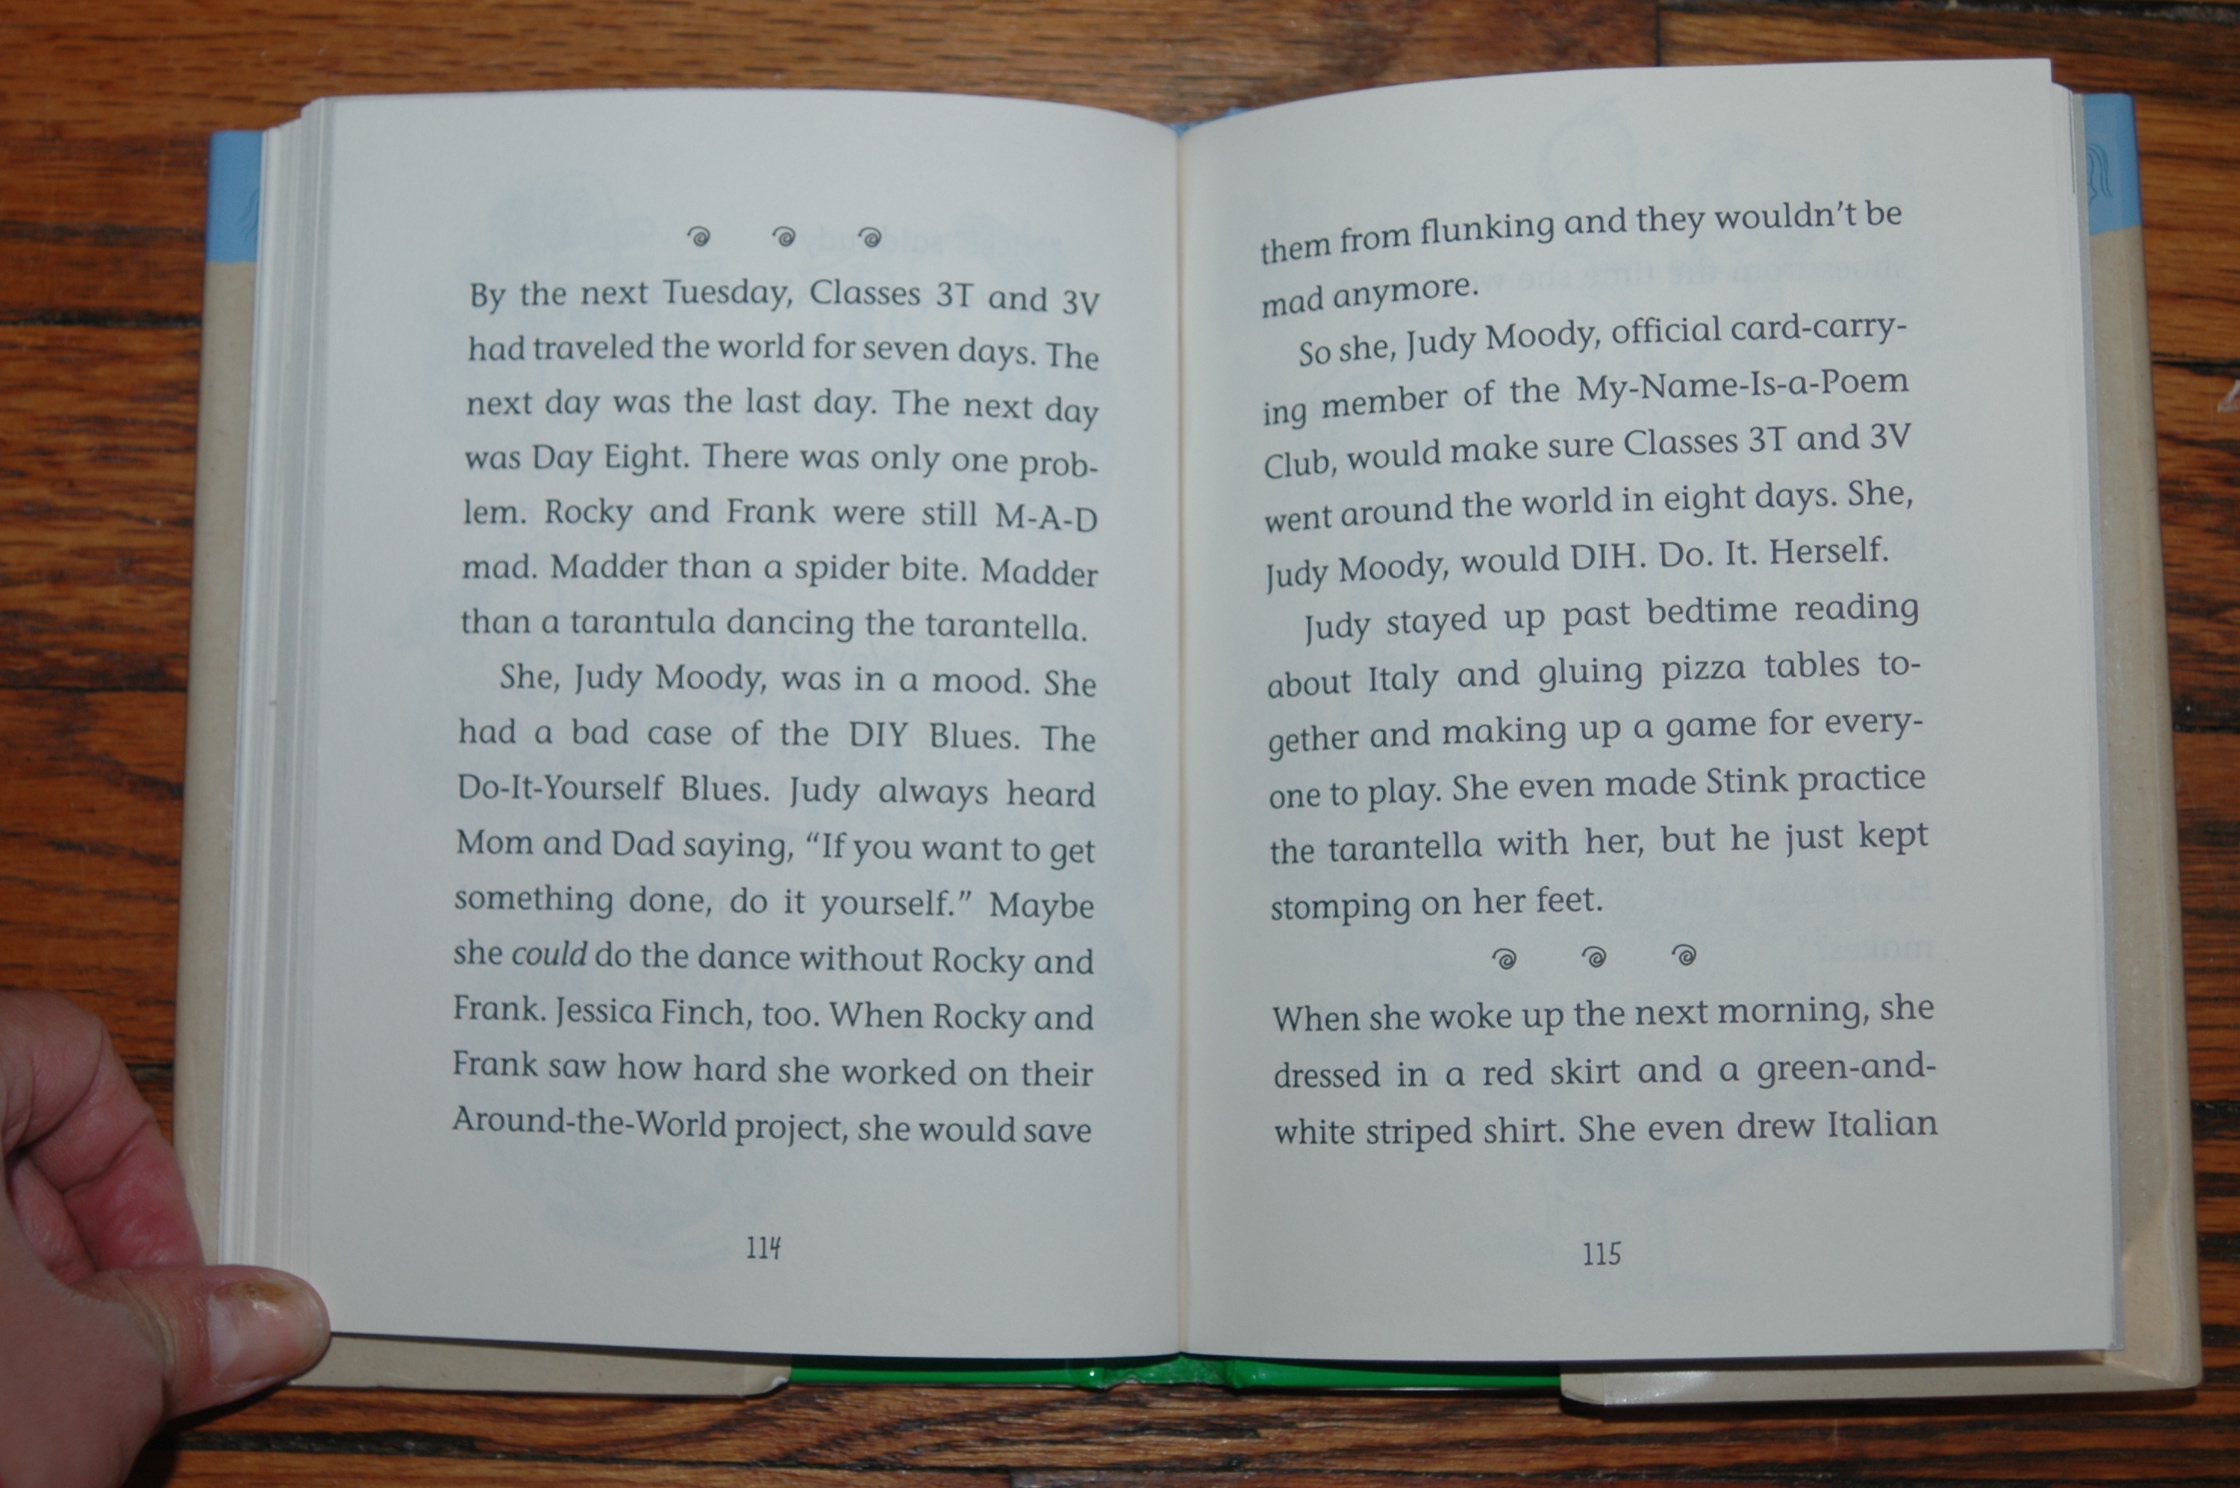 By the next Tuesday, Classes 3T and 3V
had traveled the world for seven days. The
next day was the last day. The next day
was Day Eight. There was only one prob-
lem. Rocky and Frank were still M-A-D
mad. Madder than a spider bite. Madder
than a tarantula dancing the tarantella.
She, Judy Moody, was in a mood. She
had a bad case of the DIY Blues. The
Do-It-Yourself Blues. Judy always heard
Mom and Dad saying, “If you want to get
something done, do it yourself.” Maybe
she could do the dance without Rocky and
Frank. Jessica Finch, too. When Rocky and
Frank saw how hard she worked on their
Around-the-World project, she would save
114
them from flunking and they wouldn’t be
mad anymore.
So she, Judy Moody, official card-carry-
ing member of the My-Name-Is-a-Poem
Club, would make sure Classes 3T and 3V
went around the world in eight days. She,
Judy Moody, would DIH. Do. It. Herself.
Judy stayed up past bedtime reading
about Italy and gluing pizza tables to-
gether and making up a game for every-
one to play. She even made Stink practice
the tarantella with her, but he just kept
stomping on her feet.
When she woke up the next morning, she
dressed in a red skirt and a green-and-
white striped shirt. She even drew Italian
115